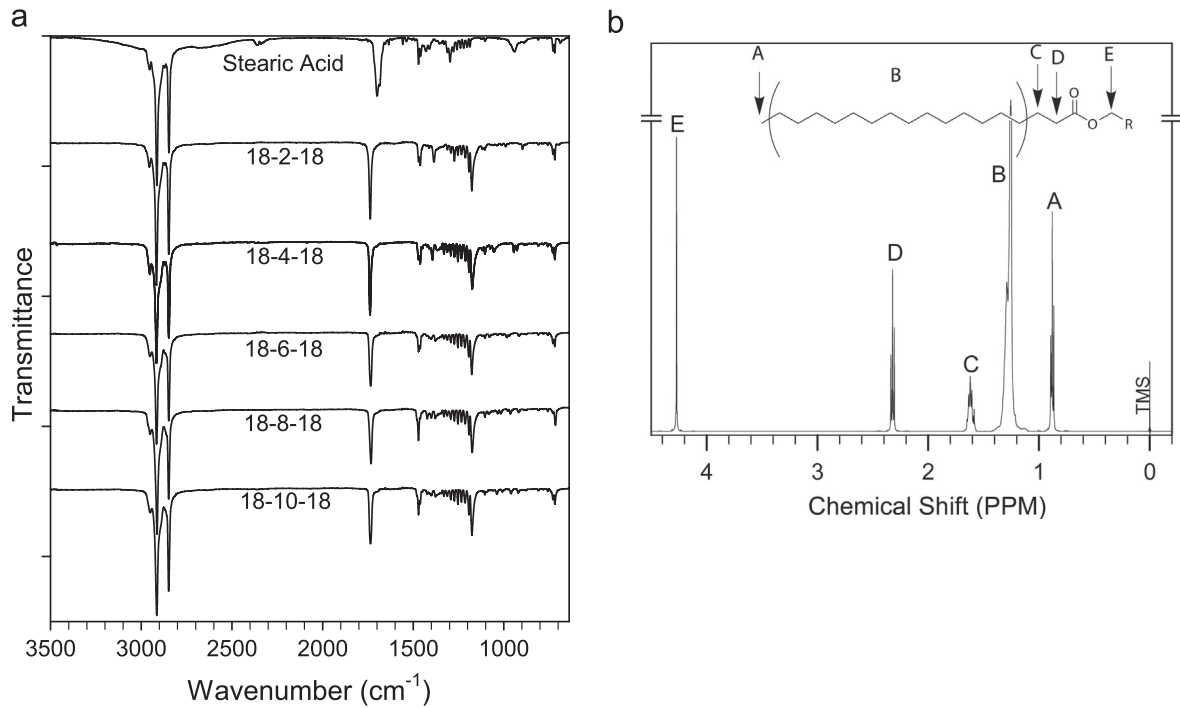 a
Stearic Acid
18-2-18
18-4-18
18-6-18
18-8-18
18-10-18
Transmittance
3500 3000 2500 2000 1500 1000
Wavenumber (cm⁻¹)
b
A B C D E
O
O R
E
D
C
B
A
TMS
4 3 2 1 0
Chemical Shift (PPM)